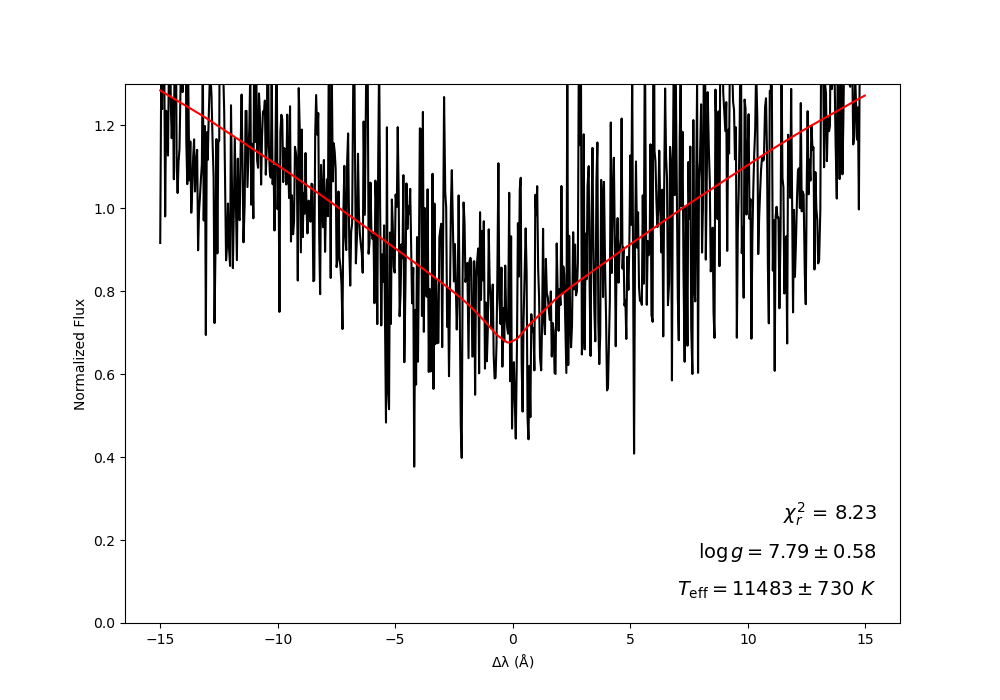 1.2
1.0
0.8
0.6
0.4
0.2
0.0
Normalized Flux
χ²ᵣ = 8.23
log g = 7.79 ± 0.58
T_eff = 11483 ± 730 K
−15 −10 −5 0 5 10 15
Δλ (Å)